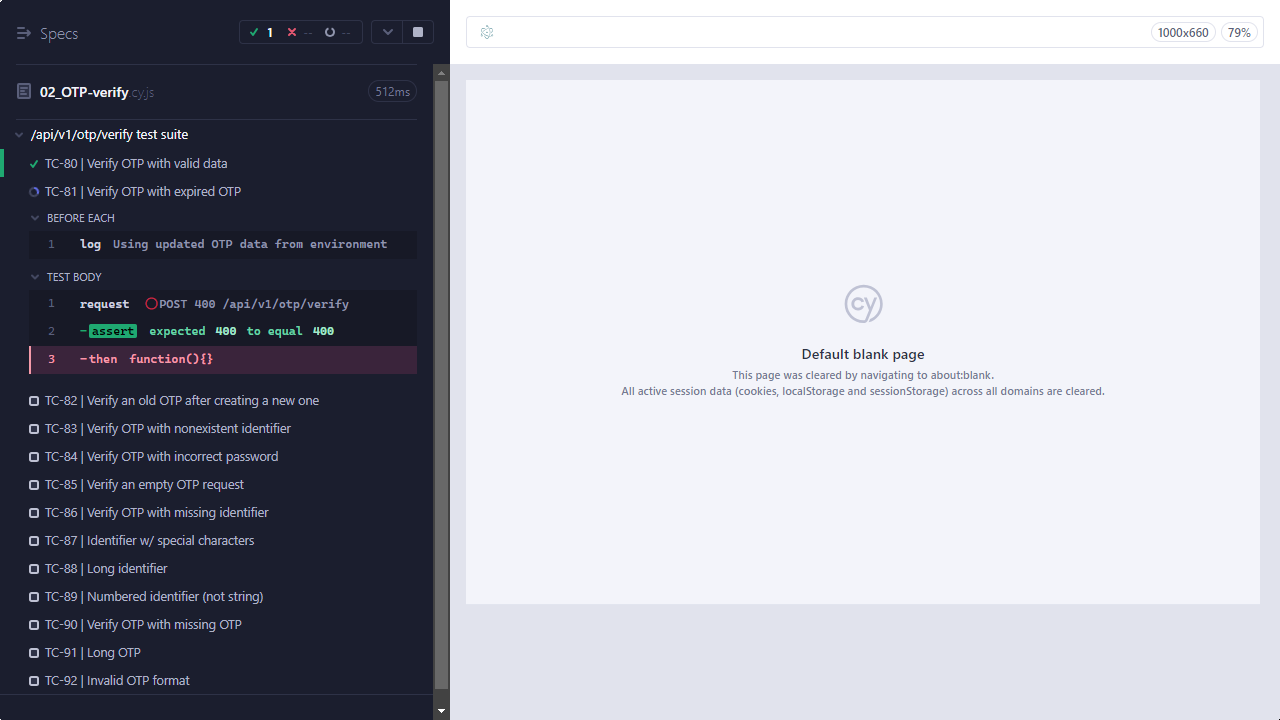 Specs
1 -- --
1000x660 79%
02_OTP-verify.cy.js 512ms
/api/v1/otp/verify test suite
TC-80 | Verify OTP with valid data
TC-81 | Verify OTP with expired OTP
BEFORE EACH
1 log Using updated OTP data from environment
TEST BODY
1 request POST 400 /api/v1/otp/verify
2 -assert expected 400 to equal 400
3 -then function(){}
TC-82 | Verify an old OTP after creating a new one
TC-83 | Verify OTP with nonexistent identifier
TC-84 | Verify OTP with incorrect password
TC-85 | Verify an empty OTP request
TC-86 | Verify OTP with missing identifier
TC-87 | Identifier w/ special characters
TC-88 | Long identifier
TC-89 | Numbered identifier (not string)
TC-90 | Verify OTP with missing OTP
TC-91 | Long OTP
TC-92 | Invalid OTP format
cy
Default blank page
This page was cleared by navigating to about:blank.
All active session data (cookies, localStorage and sessionStorage) across all domains are cleared.